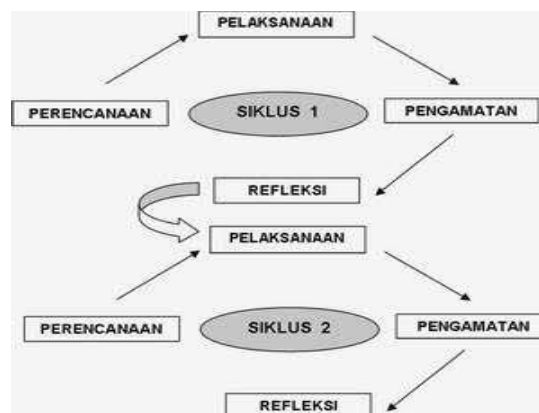 PELAKSANAAN
PERENCANAAN
SIKLUS 1
PENGAMATAN
REFLEKSI
PELAKSANAAN
PERENCANAAN
SIKLUS 2
PENGAMATAN
REFLEKSI